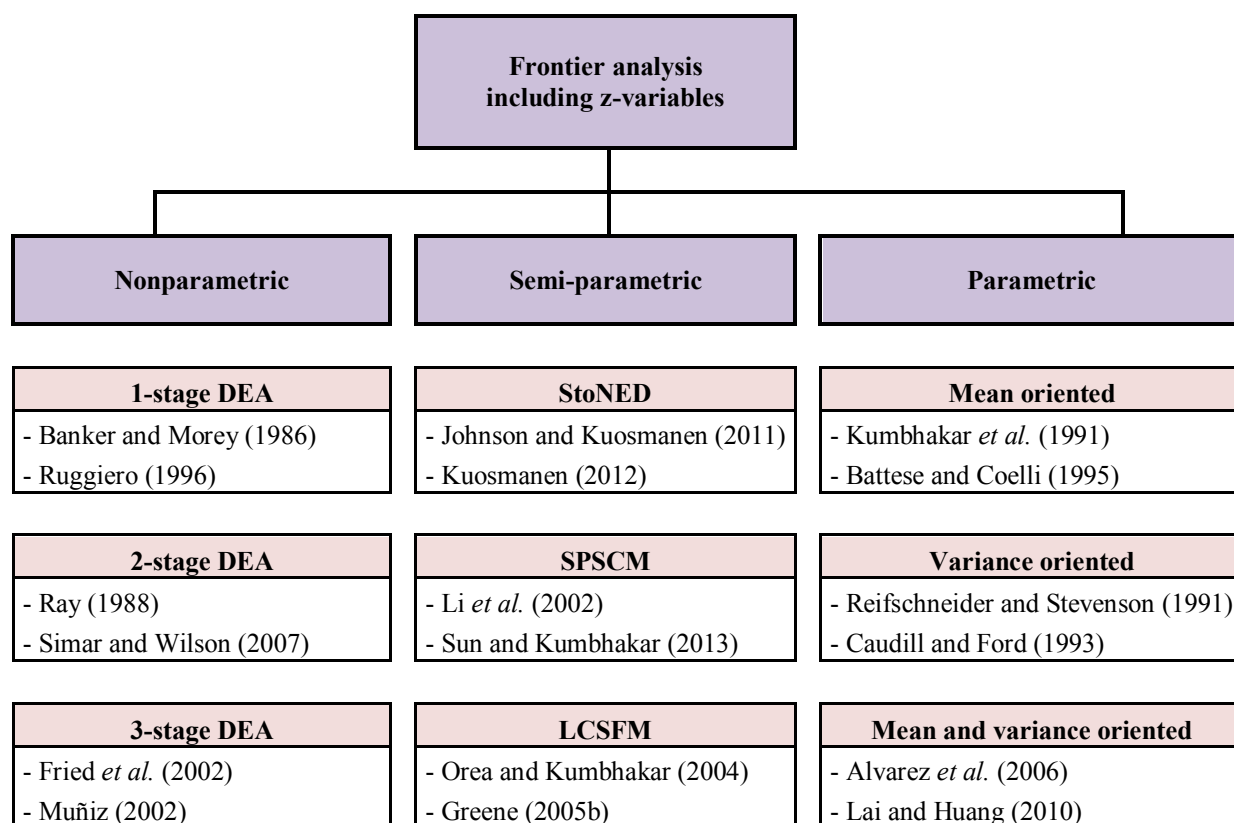 Frontier analysis
including z-variables
Nonparametric
Semi-parametric
Parametric
1-stage DEA
- Banker and Morey (1986)
- Ruggiero (1996)
StoNED
- Johnson and Kuosmanen (2011)
- Kuosmanen (2012)
Mean oriented
- Kumbhakar et al. (1991)
- Battese and Coelli (1995)
2-stage DEA
- Ray (1988)
- Simar and Wilson (2007)
SPSCM
- Li et al. (2002)
- Sun and Kumbhakar (2013)
Variance oriented
- Reifschneider and Stevenson (1991)
- Caudill and Ford (1993)
3-stage DEA
- Fried et al. (2002)
- Muñiz (2002)
LCSFM
- Orea and Kumbhakar (2004)
- Greene (2005b)
Mean and variance oriented
- Alvarez et al. (2006)
- Lai and Huang (2010)